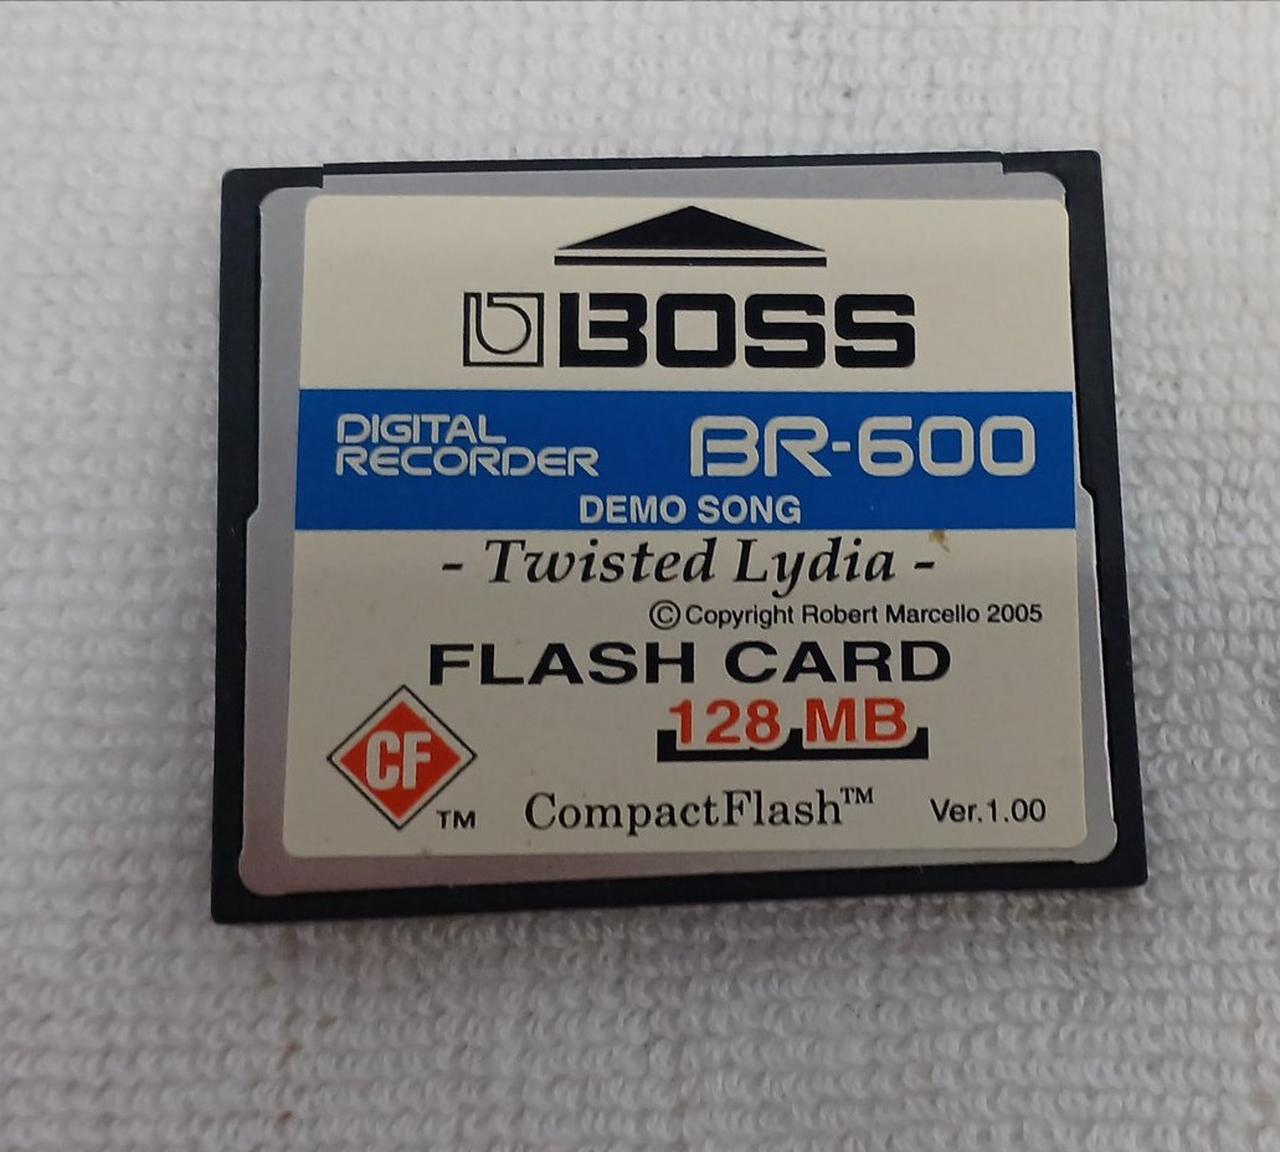 BOSS
DIGITAL RECORDER BR-600
DEMO SONG
- Twisted Lydia -
© Copyright Robert Marcello 2005
FLASH CARD
128 MB
CF TM CompactFlash™ Ver.1.00